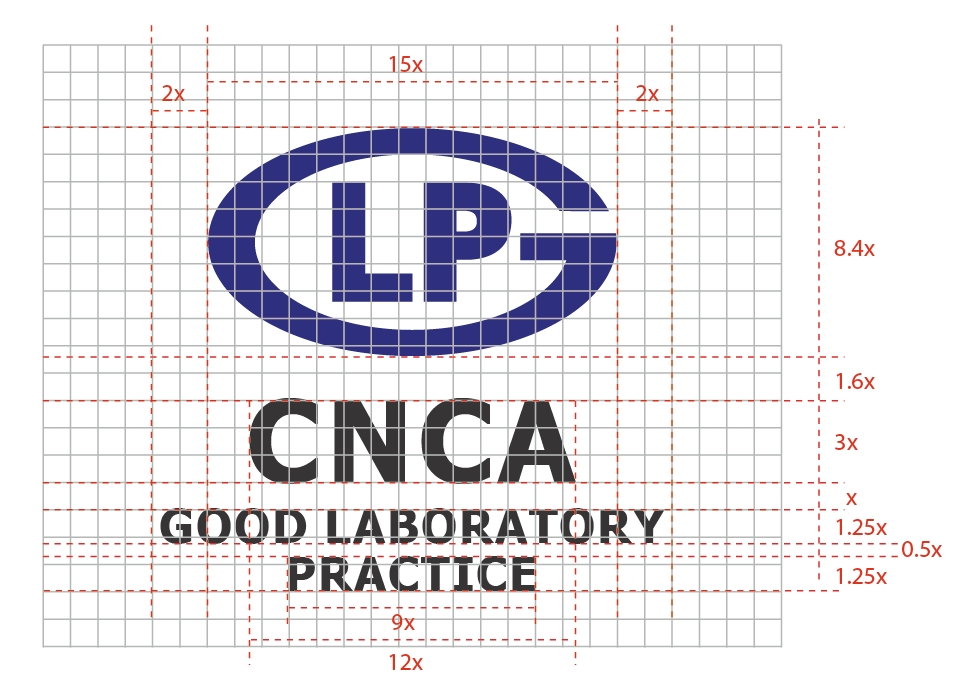 15x
2x
2x
LP
G
8.4x
1.6x
CNCA
3x
x
GOOD LABORATORY
1.25x
0.5x
PRACTICE
1.25x
9x
12x